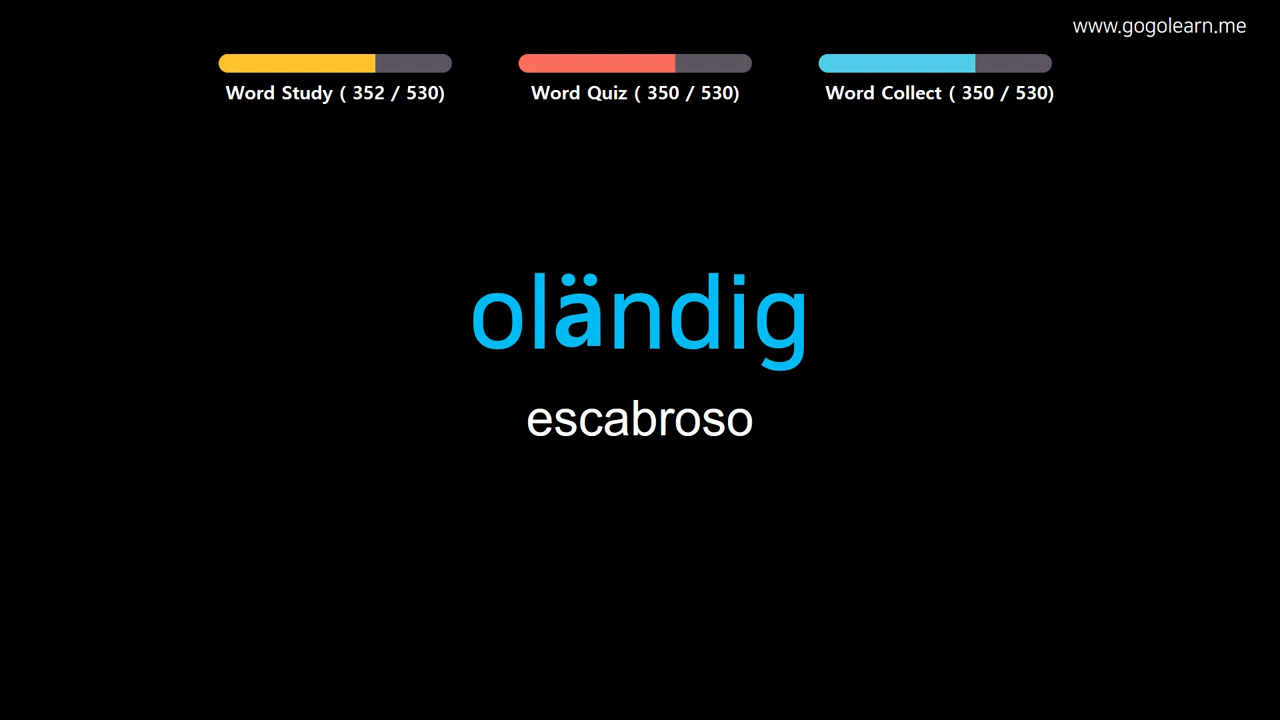 www.gogolearn.me
Word Study ( 352 / 530)
Word Quiz ( 350 / 530)
Word Collect ( 350 / 530)
oländig
escabroso